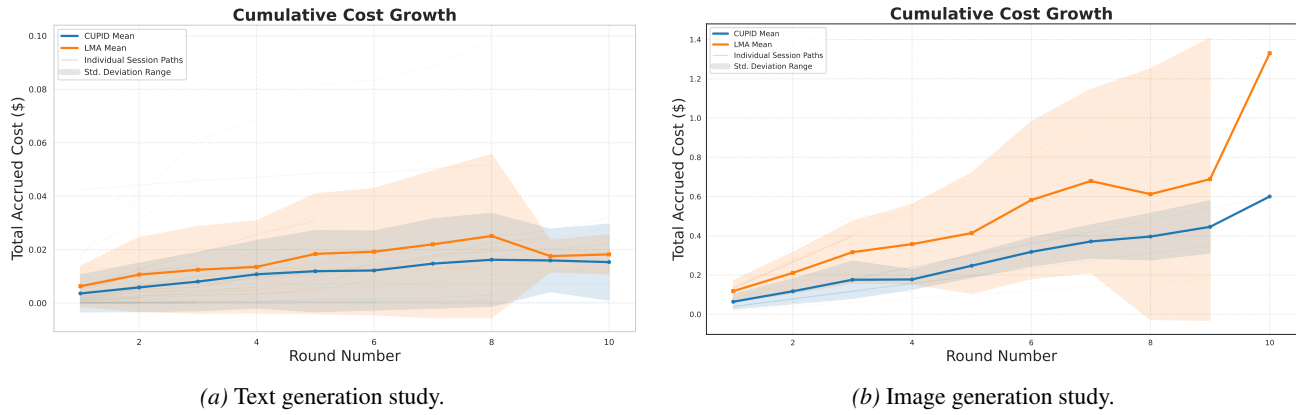 Cumulative Cost Growth
CUPID Mean
LMA Mean
Individual Session Paths
Std. Deviation Range
Total Accrued Cost ($)
0.10
0.08
0.06
0.04
0.02
0.00
2 4 6 8 10
Round Number
(a) Text generation study.
Cumulative Cost Growth
CUPID Mean
LMA Mean
Individual Session Paths
Std. Deviation Range
Total Accrued Cost ($)
1.4
1.2
1.0
0.8
0.6
0.4
0.2
0.0
2 4 6 8 10
Round Number
(b) Image generation study.